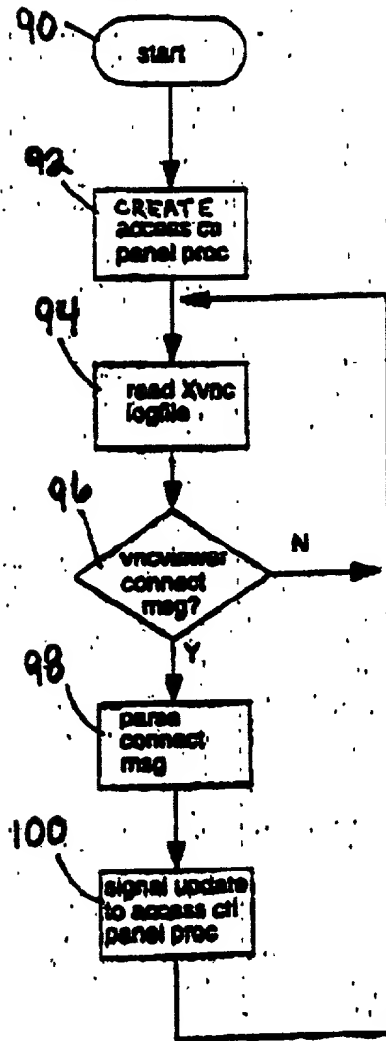 90
start
92
CREATE
access ctl
panel proc
94
read Xvnc
logfile
96
vncviewer
connect
msg?
N
Y
98
parse
connect
msg
100
signal update
to access ctl
panel proc